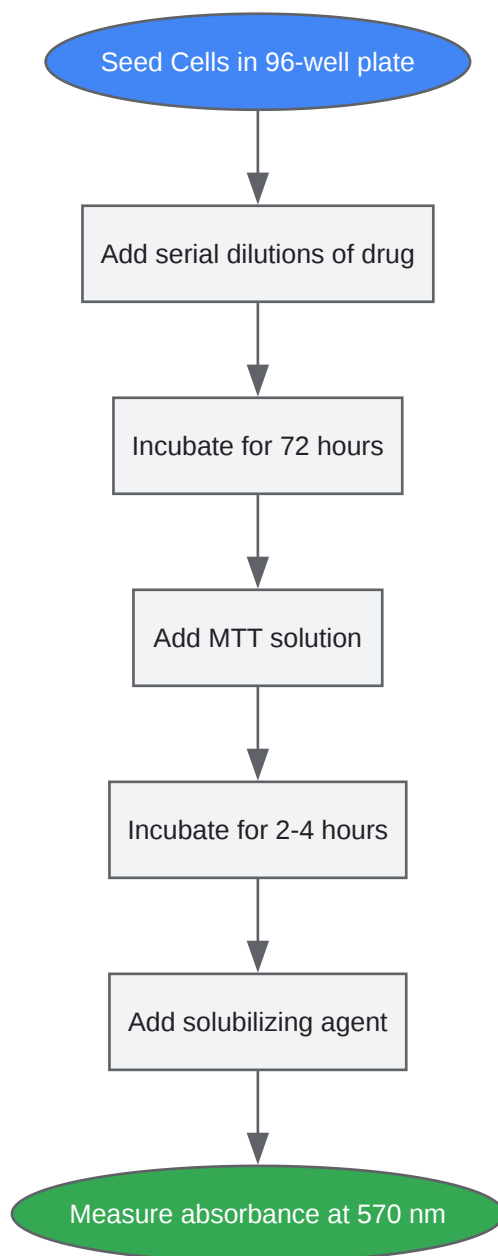 Seed Cells in 96-well plate
Add serial dilutions of drug
Incubate for 72 hours
Add MTT solution
Incubate for 2-4 hours
Add solubilizing agent
Measure absorbance at 570 nm